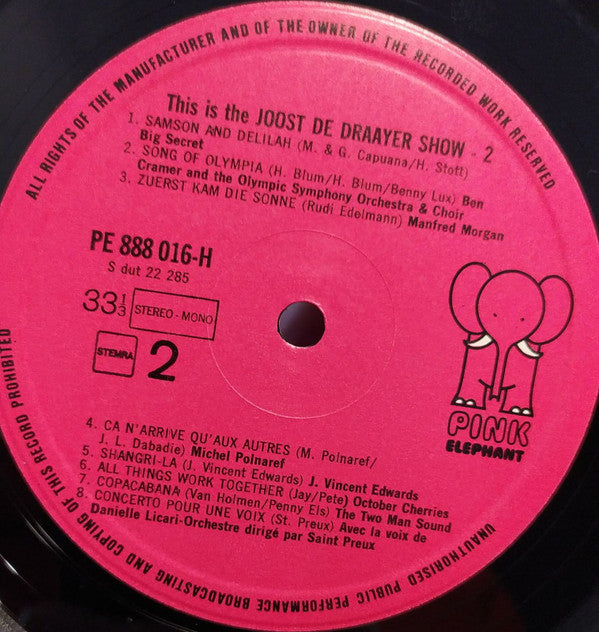 ALL RIGHTS OF THE MANUFACTURER AND OF THE OWNER OF THE RECORDED WORK RESERVED
This is the JOOST DE DRAAYER SHOW - 2
1. SAMSON AND DELILAH (M. & G. Capuana/H. Stott)
Big Secret
2. SONG OF OLYMPIA (H. Blum/H. Blum/Benny Lux) Ben
Cramer and the Olympic Symphony Orchestra & Choir
3. ZUERST KAM DIE SONNE (Rudi Edelmann) Manfred Morgan
PE 888 016-H
S dut 22 285
33⅓ STEREO - MONO
STEMRA 2
PINK
ELEPHANT
4. CA N'ARRIVE QU'AUX AUTRES (M. Polnaref/
J. L. Dabadie) Michel Polnaref
5. SHANGRI-LA (J. Vincent Edwards) J. Vincent Edwards
6. ALL THINGS WORK TOGETHER (Jay/Pete) October Cherries
7. COPACABANA (Van Holmen/Penny Els) The Two Man Sound
8. CONCERTO POUR UNE VOIX (St. Preux) Avec la voix de
Danielle Licari-Orchestre dirigé par Saint Preux
UNAUTHORISED PUBLIC PERFORMANCE BROADCASTING AND COPYING OF THIS RECORD PROHIBITED